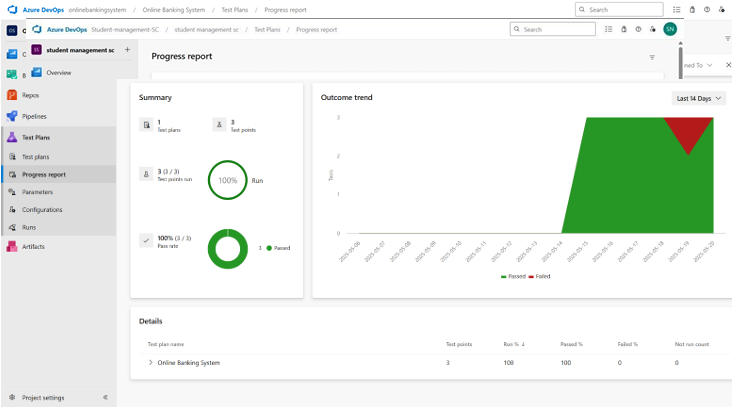 Azure DevOps onlinebankingsystem / Online Banking System / Test Plans / Progress report Search
OS
Azure DevOps Student-management-SC / student management sc / Test Plans / Progress report Search SN
SS student management sc +
Progress report
ned To
B
Overview
Repos
Pipelines
Test Plans
Test plans
Progress report
Parameters
Configurations
Runs
Artifacts
Project settings
Summary
1
Test plans
3
Test points
3 (3 / 3)
Test points run
100%
Run
100% (3 / 3)
Pass rate
3 Passed
Outcome trend
Last 14 Days
Tests
3
2
1
0
2025-05-06
2025-05-07
2025-05-08
2025-05-09
2025-05-10
2025-05-11
2025-05-12
2025-05-13
2025-05-14
2025-05-15
2025-05-16
2025-05-17
2025-05-18
2025-05-19
2025-05-20
Passed Failed
Details
Test plan name Test points Run % ↓ Passed % Failed % Not run count
Online Banking System 3 100 100 0 0